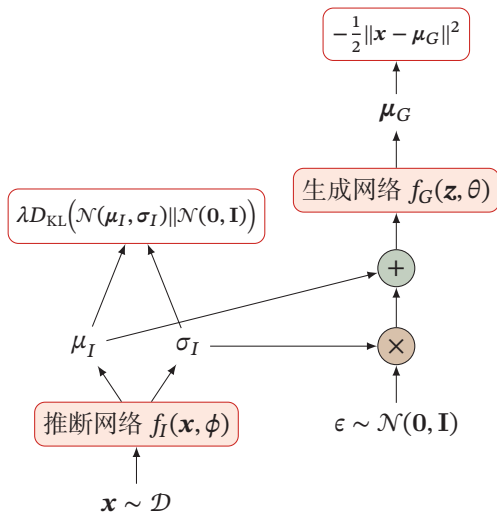 −½‖𝒙 − 𝝁_G‖²
𝝁_G
生成网络 f_G(𝒛, θ)
λD_KL(𝒩(𝝁_I, 𝝈_I)||𝒩(𝟎, 𝐈))
+
μ_I
σ_I
×
推断网络 f_I(𝒙, ϕ)
ϵ ∼ 𝒩(𝟎, 𝐈)
𝒙 ∼ 𝒟